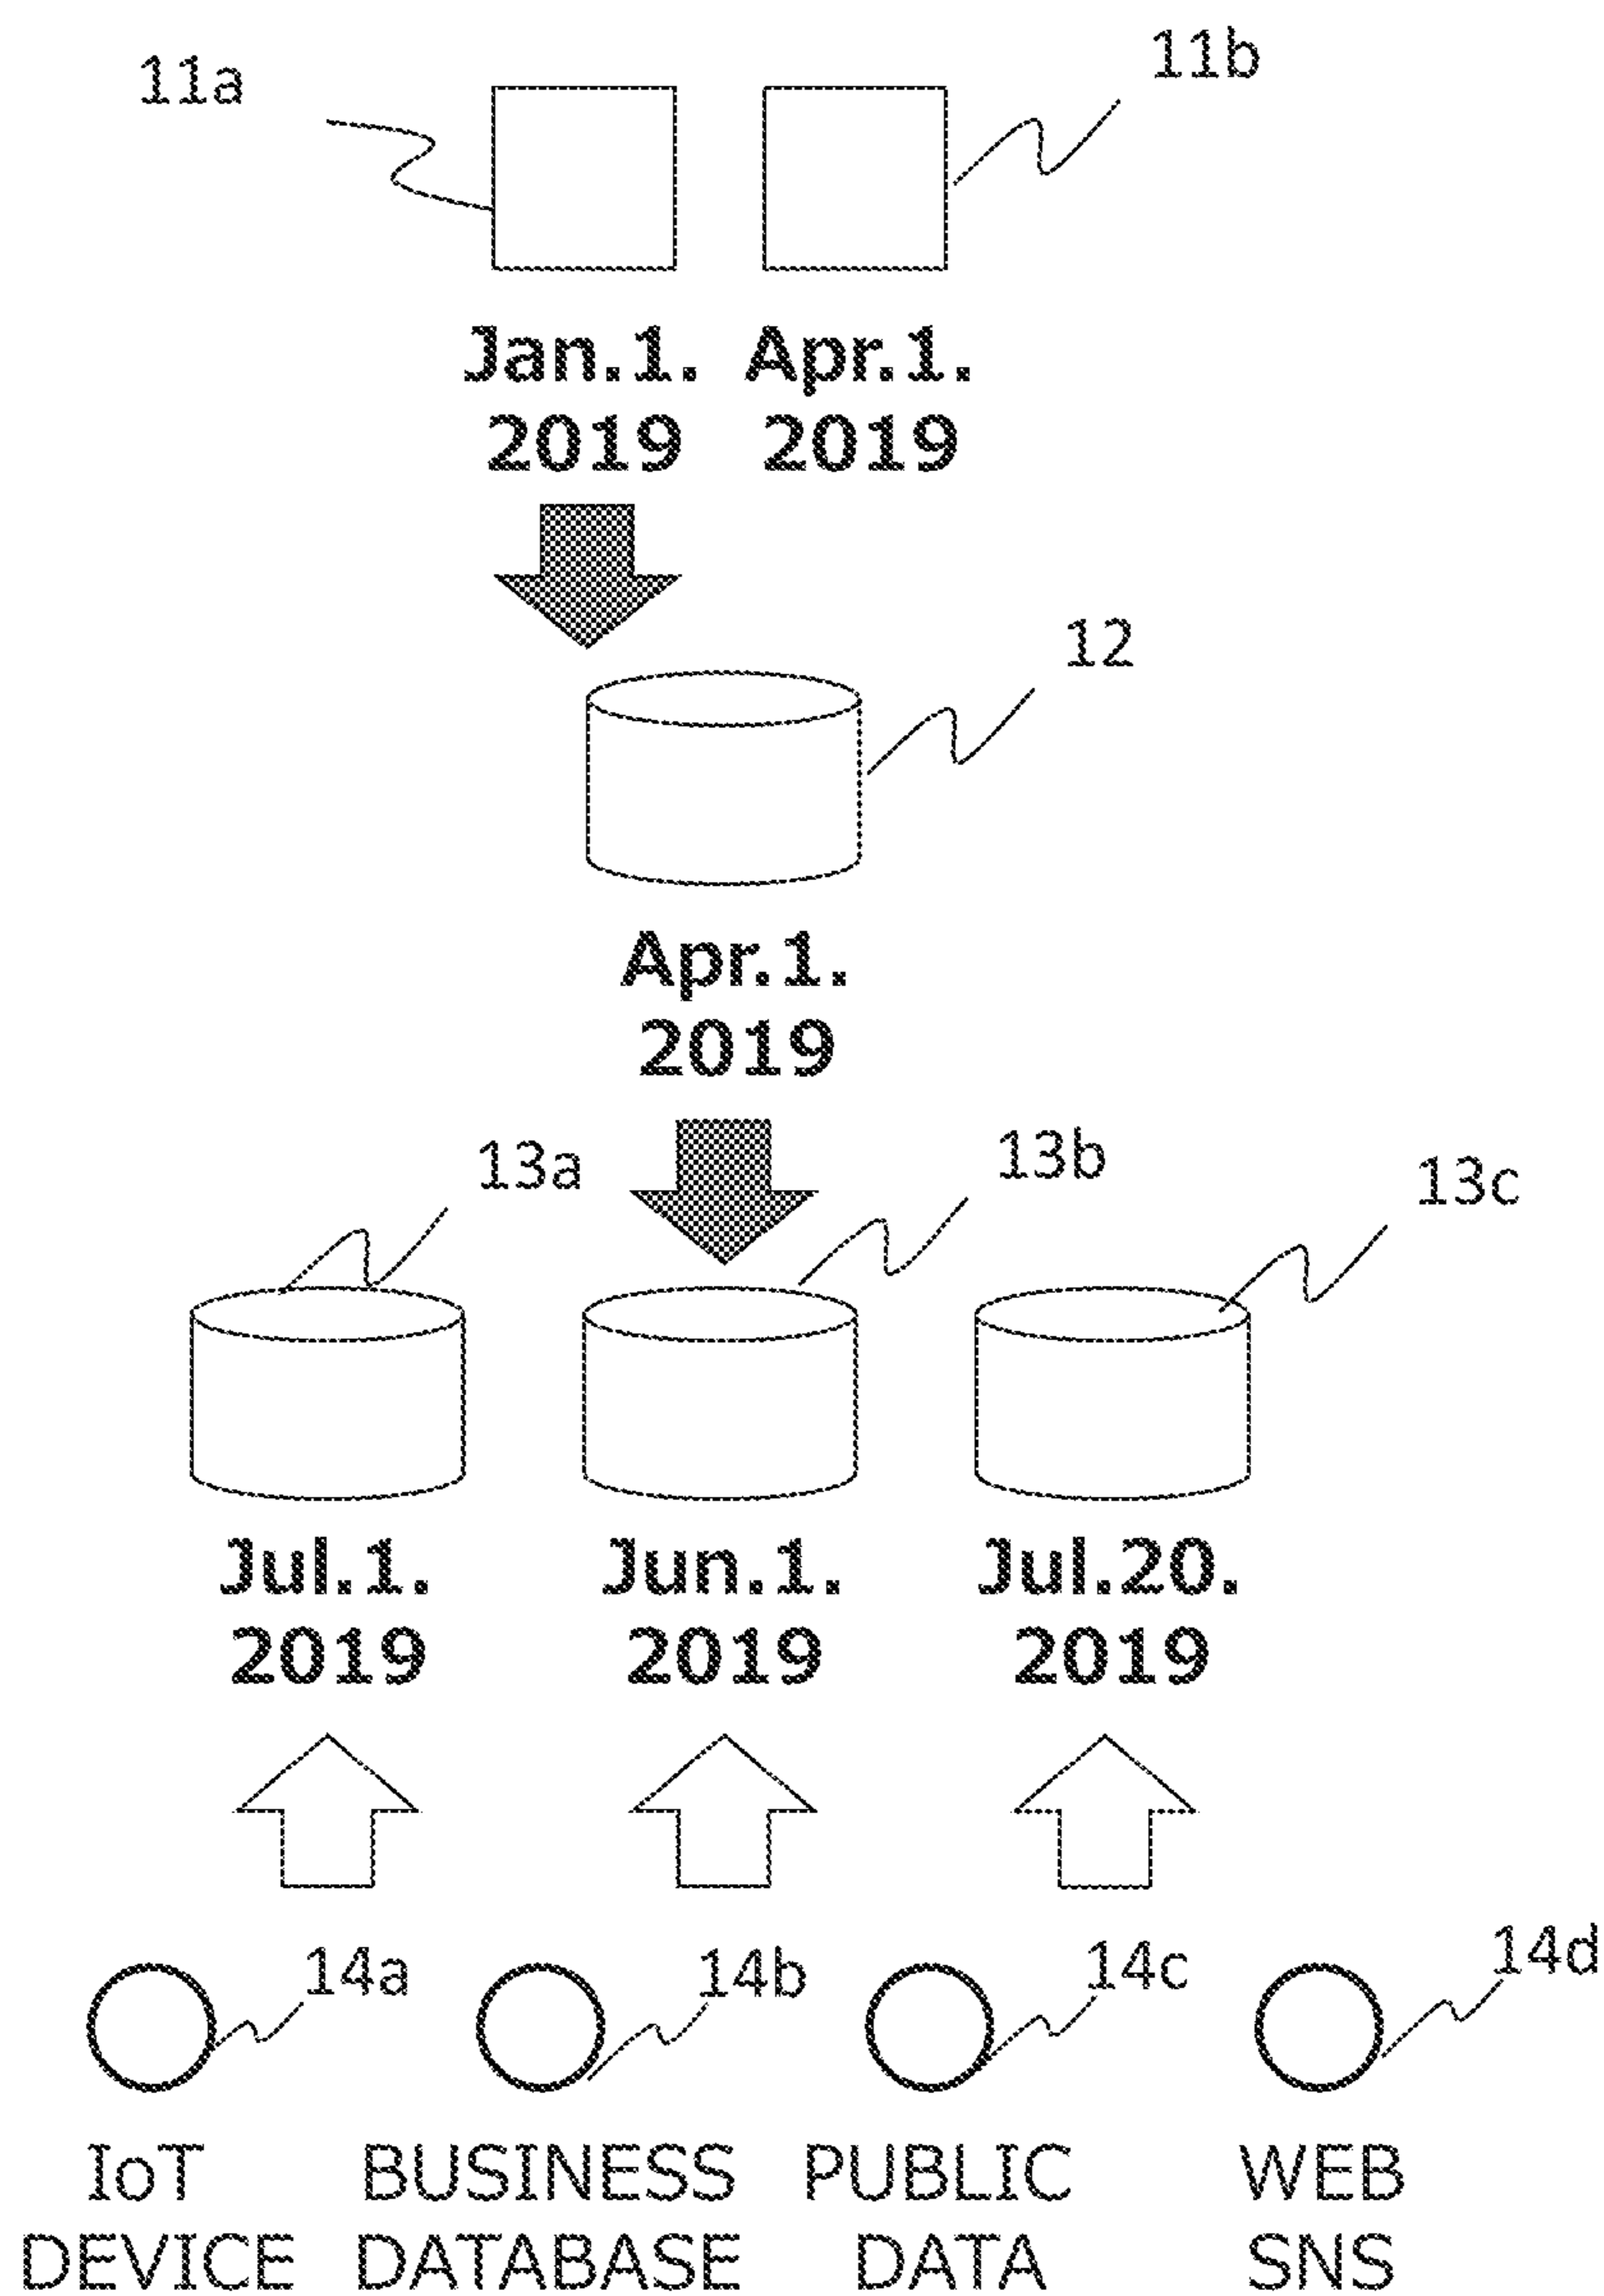 11a
11b
Jan.1. Apr.1.
2019 2019
12
Apr.1.
2019
13a
13b
13c
Jul.1. Jun.1. Jul.20.
2019 2019 2019
14a
14b
14c
14d
IoT BUSINESS PUBLIC WEB
DEVICE DATABASE DATA SNS